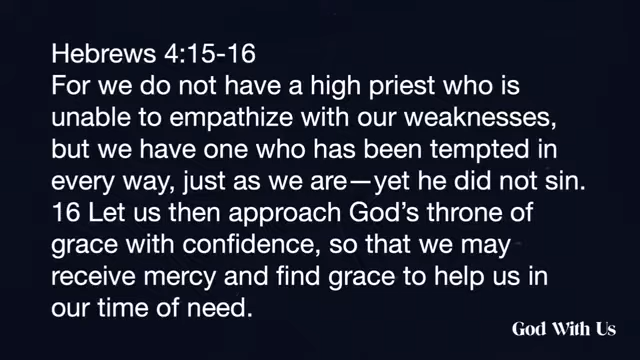 Hebrews 4:15-16
For we do not have a high priest who is
unable to empathize with our weaknesses,
but we have one who has been tempted in
every way, just as we are—yet he did not sin.
16 Let us then approach God’s throne of
grace with confidence, so that we may
receive mercy and find grace to help us in
our time of need.
God With Us